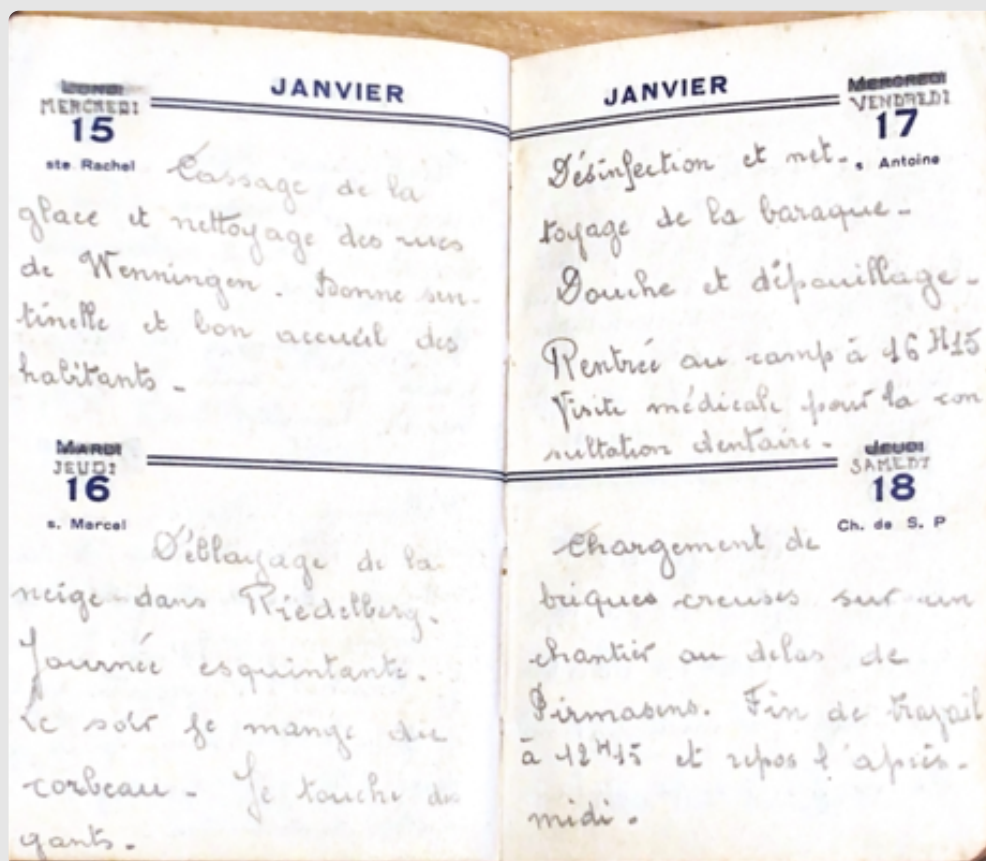 JANVIER
LUNDI
MERCREDI
15
ste Rachel
Cassage de la
glace et nettoyage des rues
de Wenningen. Bonne sen-
tinelle et bon accueil des
habitants -
MARDI
JEUDI
16
s. Marcel
Déblayage de la
neige dans Riedelberg.
Journée esquintante.
Le soir je mange du
corbeau - Je touche des
gants -
JANVIER
MERCREDI
VENDREDI
17
s Antoine
Désinfection et net-
toyage de la baraque -
Douche et dépouillage -
Rentrée au camp à 16 H15
Visite médicale pour la con
sultation dentaire -
JEUDI
SAMEDI
18
Ch. de S. P
Chargement de
briques creuses sur un
chantier au delas de
Pirmasens. Fin de travail
à 12 H15 et repos l'après-
midi.